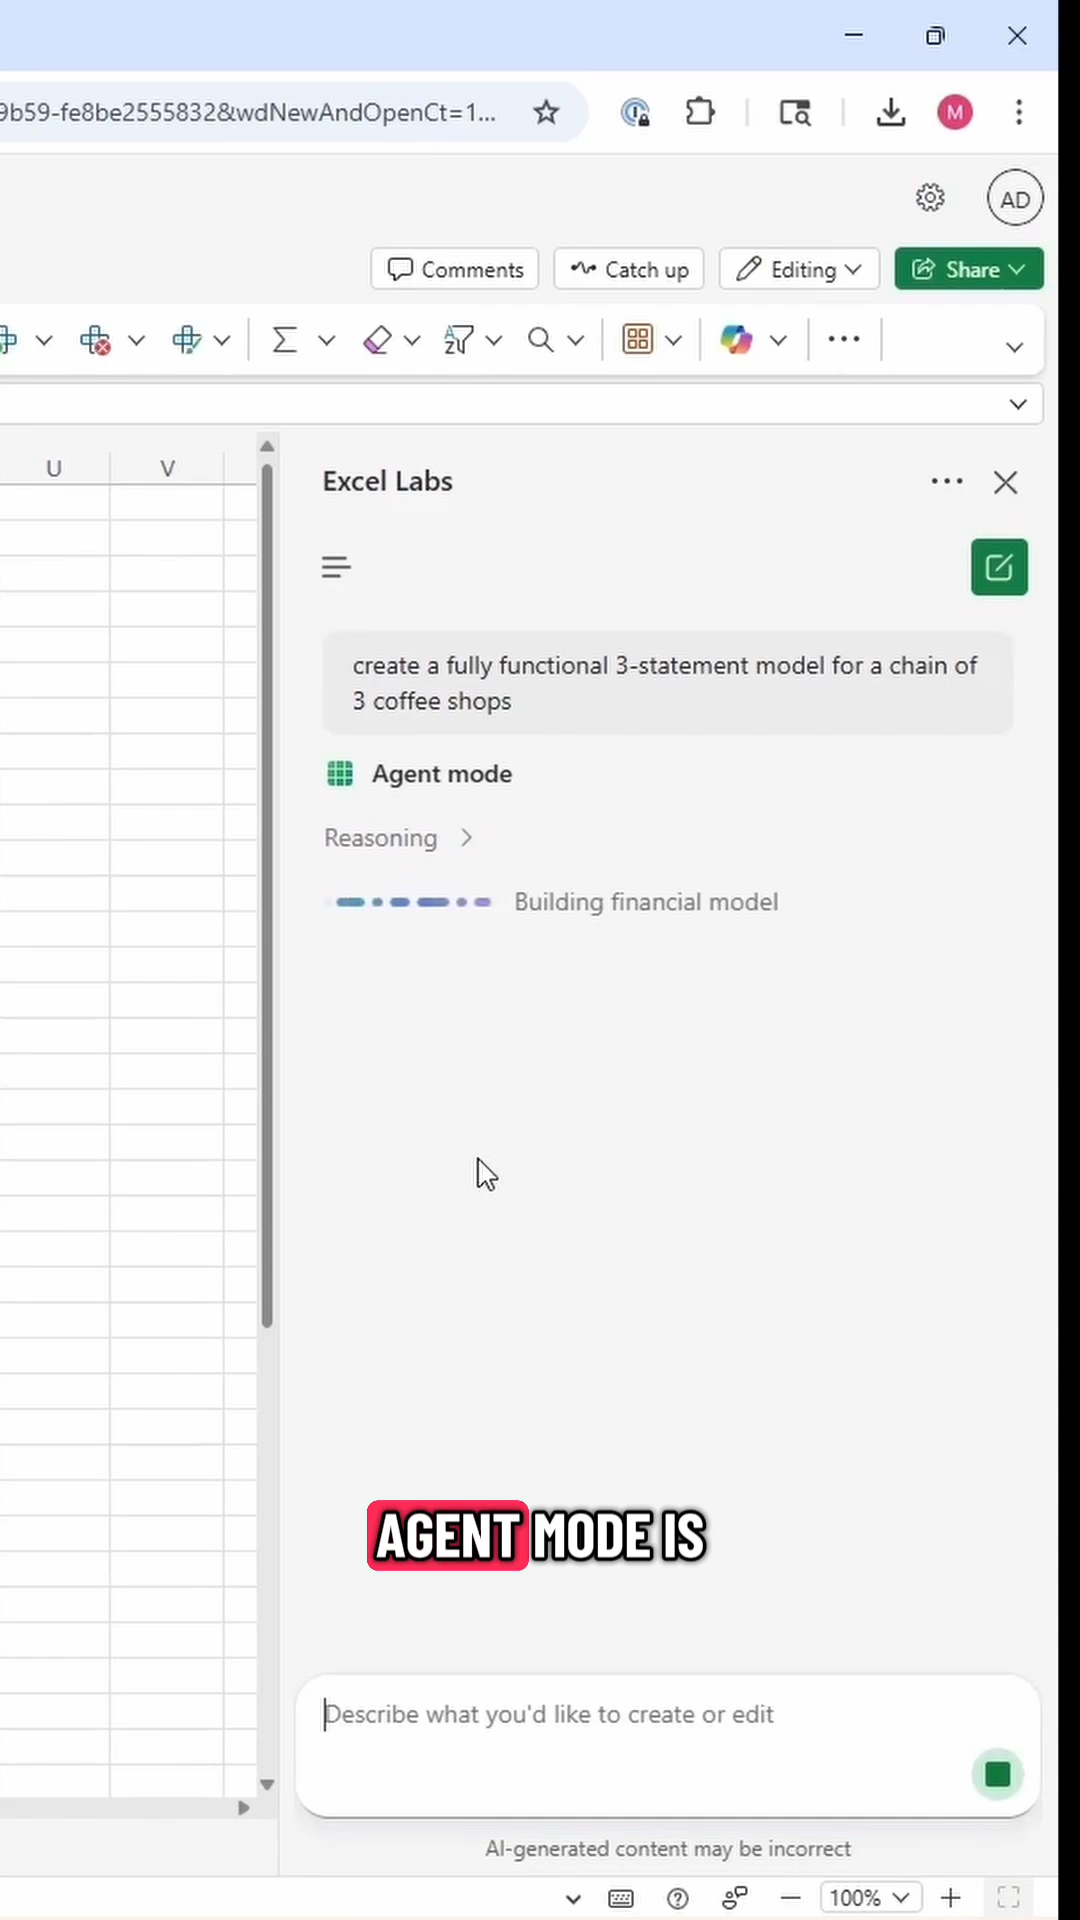 9b59-fe8be2555832&wdNewAndOpenCt=1...
M
AD
Comments
Catch up
Editing
Share
U
V
Excel Labs
create a fully functional 3-statement model for a chain of
3 coffee shops
Agent mode
Reasoning
Building financial model
AGENT MODE IS
Describe what you'd like to create or edit
AI-generated content may be incorrect
100%